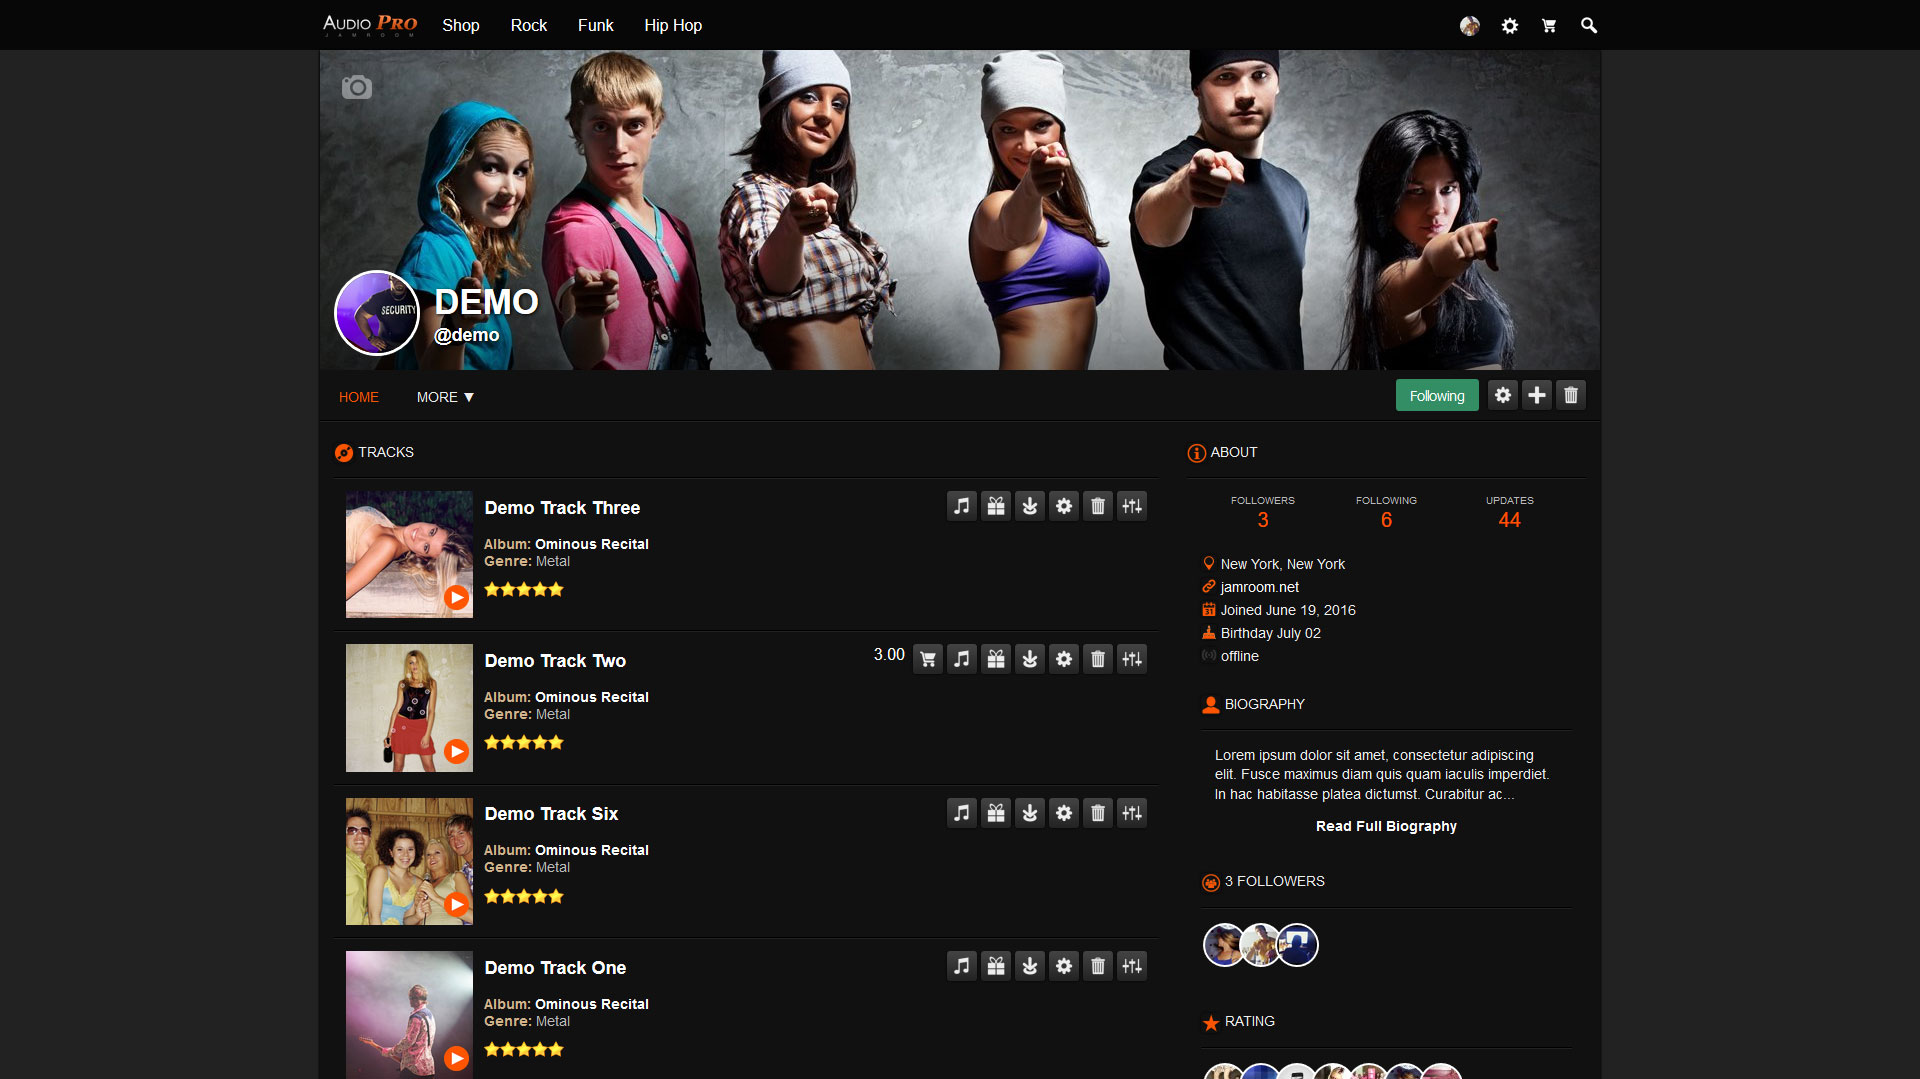 AUDIO PRO
JAMROOM
Shop
Rock
Funk
Hip Hop
SECURITY
DEMO
@demo
HOME
MORE ▼
Following
TRACKS
Demo Track Three
Album: Ominous Recital
Genre: Metal
Demo Track Two
3.00
Album: Ominous Recital
Genre: Metal
Demo Track Six
Album: Ominous Recital
Genre: Metal
Demo Track One
Album: Ominous Recital
Genre: Metal
ABOUT
FOLLOWERS
3
FOLLOWING
6
UPDATES
44
New York, New York
jamroom.net
Joined June 19, 2016
Birthday July 02
offline
BIOGRAPHY
Lorem ipsum dolor sit amet, consectetur adipiscing
elit. Fusce maximus diam quis quam iaculis imperdiet.
In hac habitasse platea dictumst. Curabitur ac...
Read Full Biography
3 FOLLOWERS
RATING